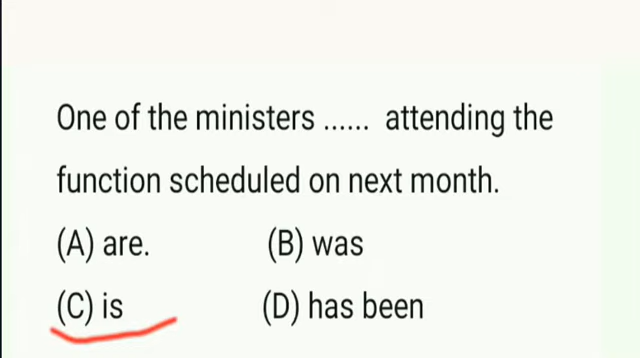 One of the ministers ...... attending the
function scheduled on next month.
(A) are. (B) was
(C) is (D) has been